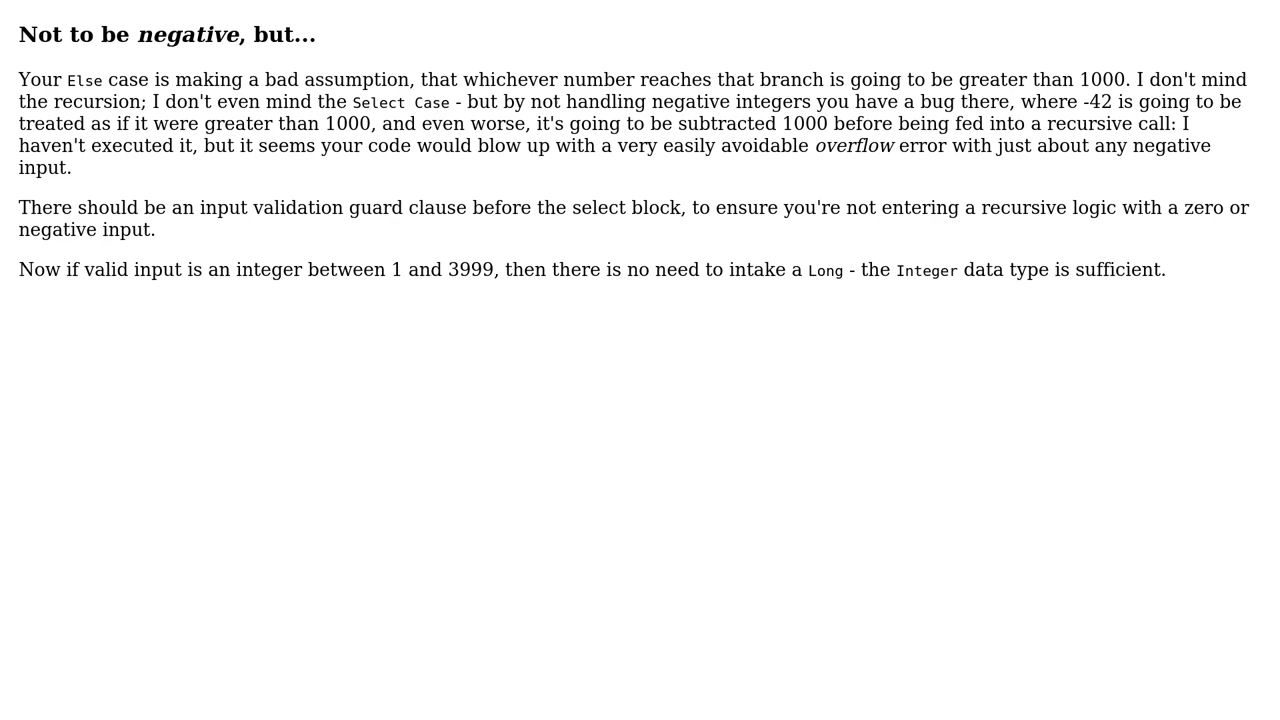 Not to be negative, but...
Your Else case is making a bad assumption, that whichever number reaches that branch is going to be greater than 1000. I don't mind
the recursion; I don't even mind the Select Case - but by not handling negative integers you have a bug there, where -42 is going to be
treated as if it were greater than 1000, and even worse, it's going to be subtracted 1000 before being fed into a recursive call: I
haven't executed it, but it seems your code would blow up with a very easily avoidable overflow error with just about any negative
input.
There should be an input validation guard clause before the select block, to ensure you're not entering a recursive logic with a zero or
negative input.
Now if valid input is an integer between 1 and 3999, then there is no need to intake a Long - the Integer data type is sufficient.